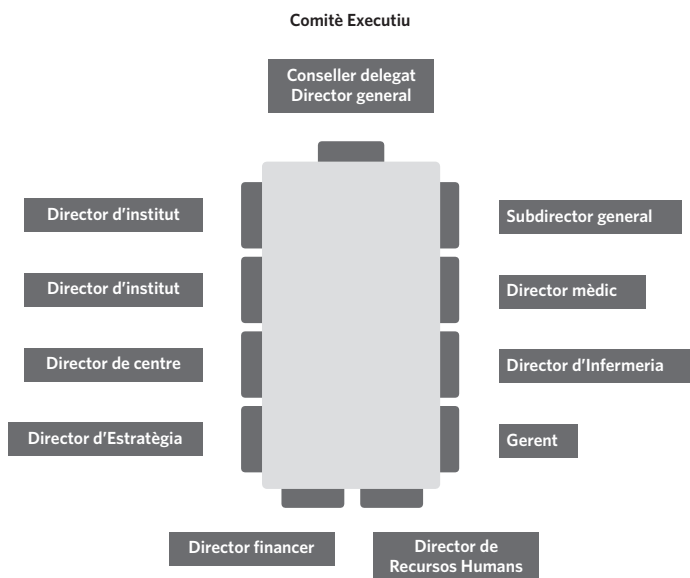 Comitè Executiu
Conseller delegat
Director general
Director d'institut
Subdirector general
Director d'institut
Director mèdic
Director de centre
Director d'Infermeria
Director d'Estratègia
Gerent
Director financer
Director de
Recursos Humans